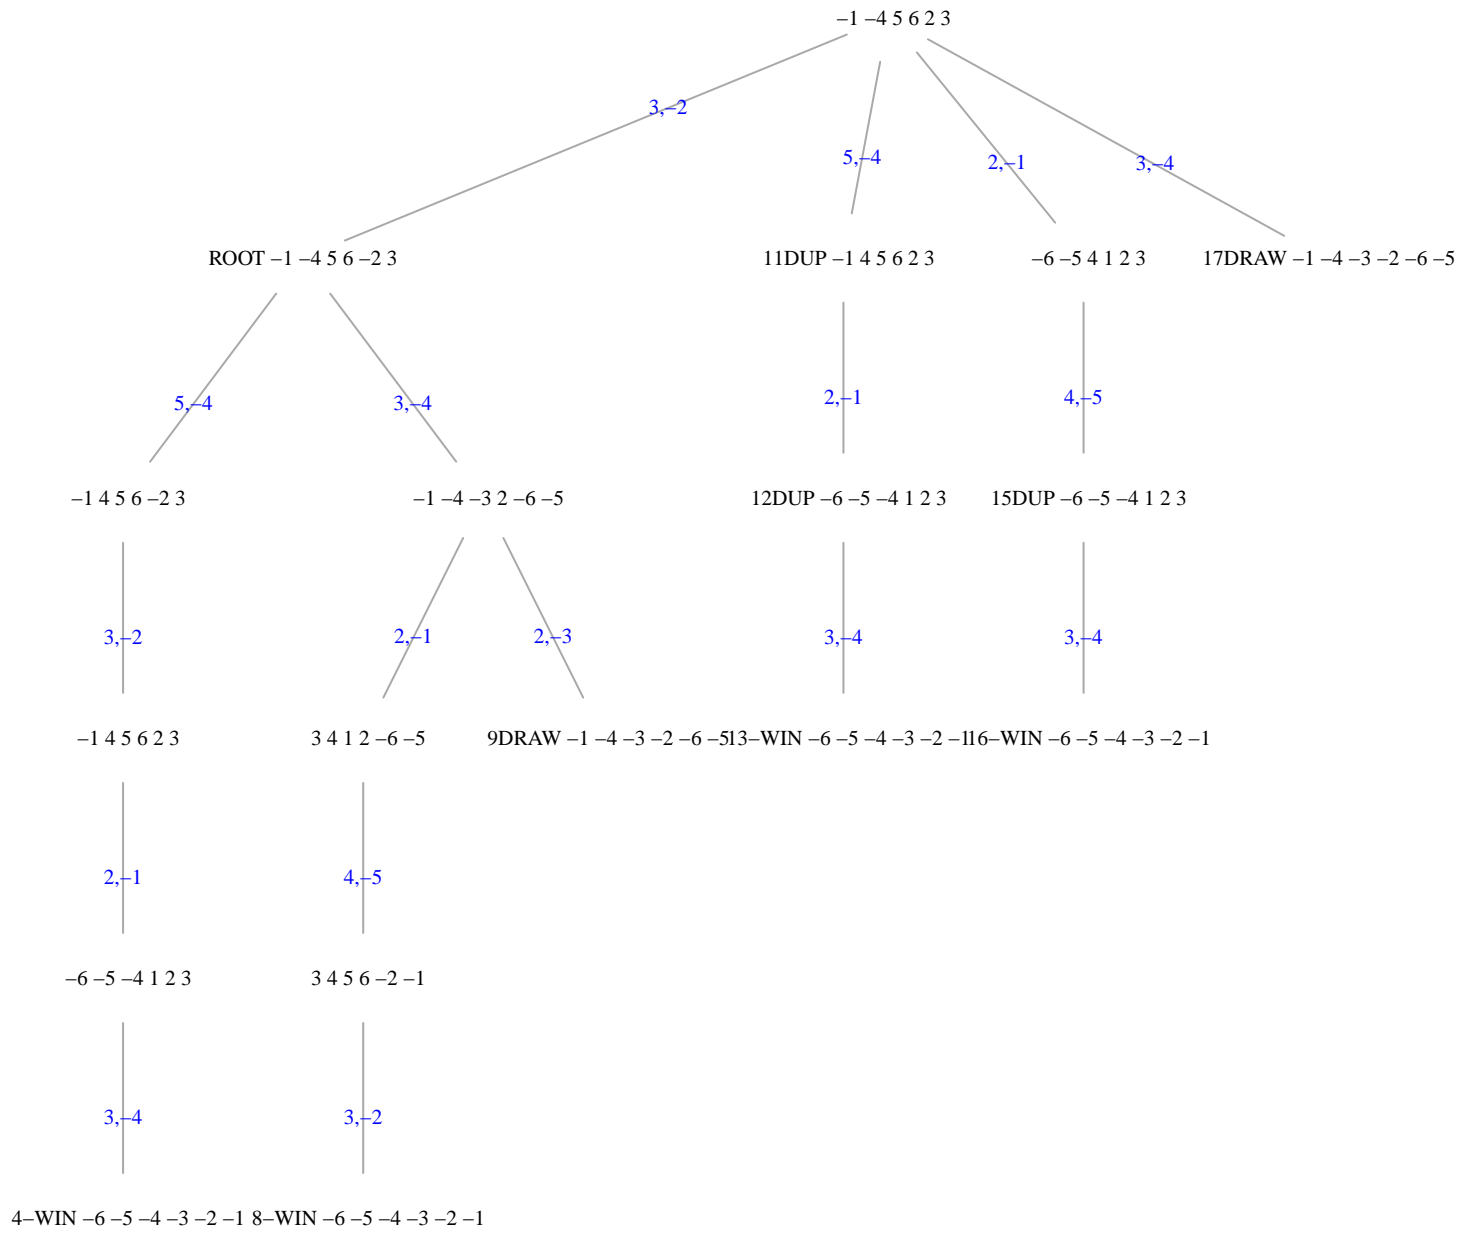 −1 −4 5 6 2 3
3,−2
5,−4
2,−1
3,−4
ROOT −1 −4 5 6 −2 3
11DUP −1 4 5 6 2 3
−6 −5 4 1 2 3
17DRAW −1 −4 −3 −2 −6 −5
5,−4
3,−4
2,−1
4,−5
−1 4 5 6 −2 3
−1 −4 −3 2 −6 −5
12DUP −6 −5 −4 1 2 3
15DUP −6 −5 −4 1 2 3
3,−2
2,−1
2,−3
3,−4
3,−4
−1 4 5 6 2 3
3 4 1 2 −6 −5
9DRAW −1 −4 −3 −2 −6 −5
13−WIN −6 −5 −4 −3 −2 −1
16−WIN −6 −5 −4 −3 −2 −1
2,−1
4,−5
−6 −5 −4 1 2 3
3 4 5 6 −2 −1
3,−4
3,−2
4−WIN −6 −5 −4 −3 −2 −1
8−WIN −6 −5 −4 −3 −2 −1